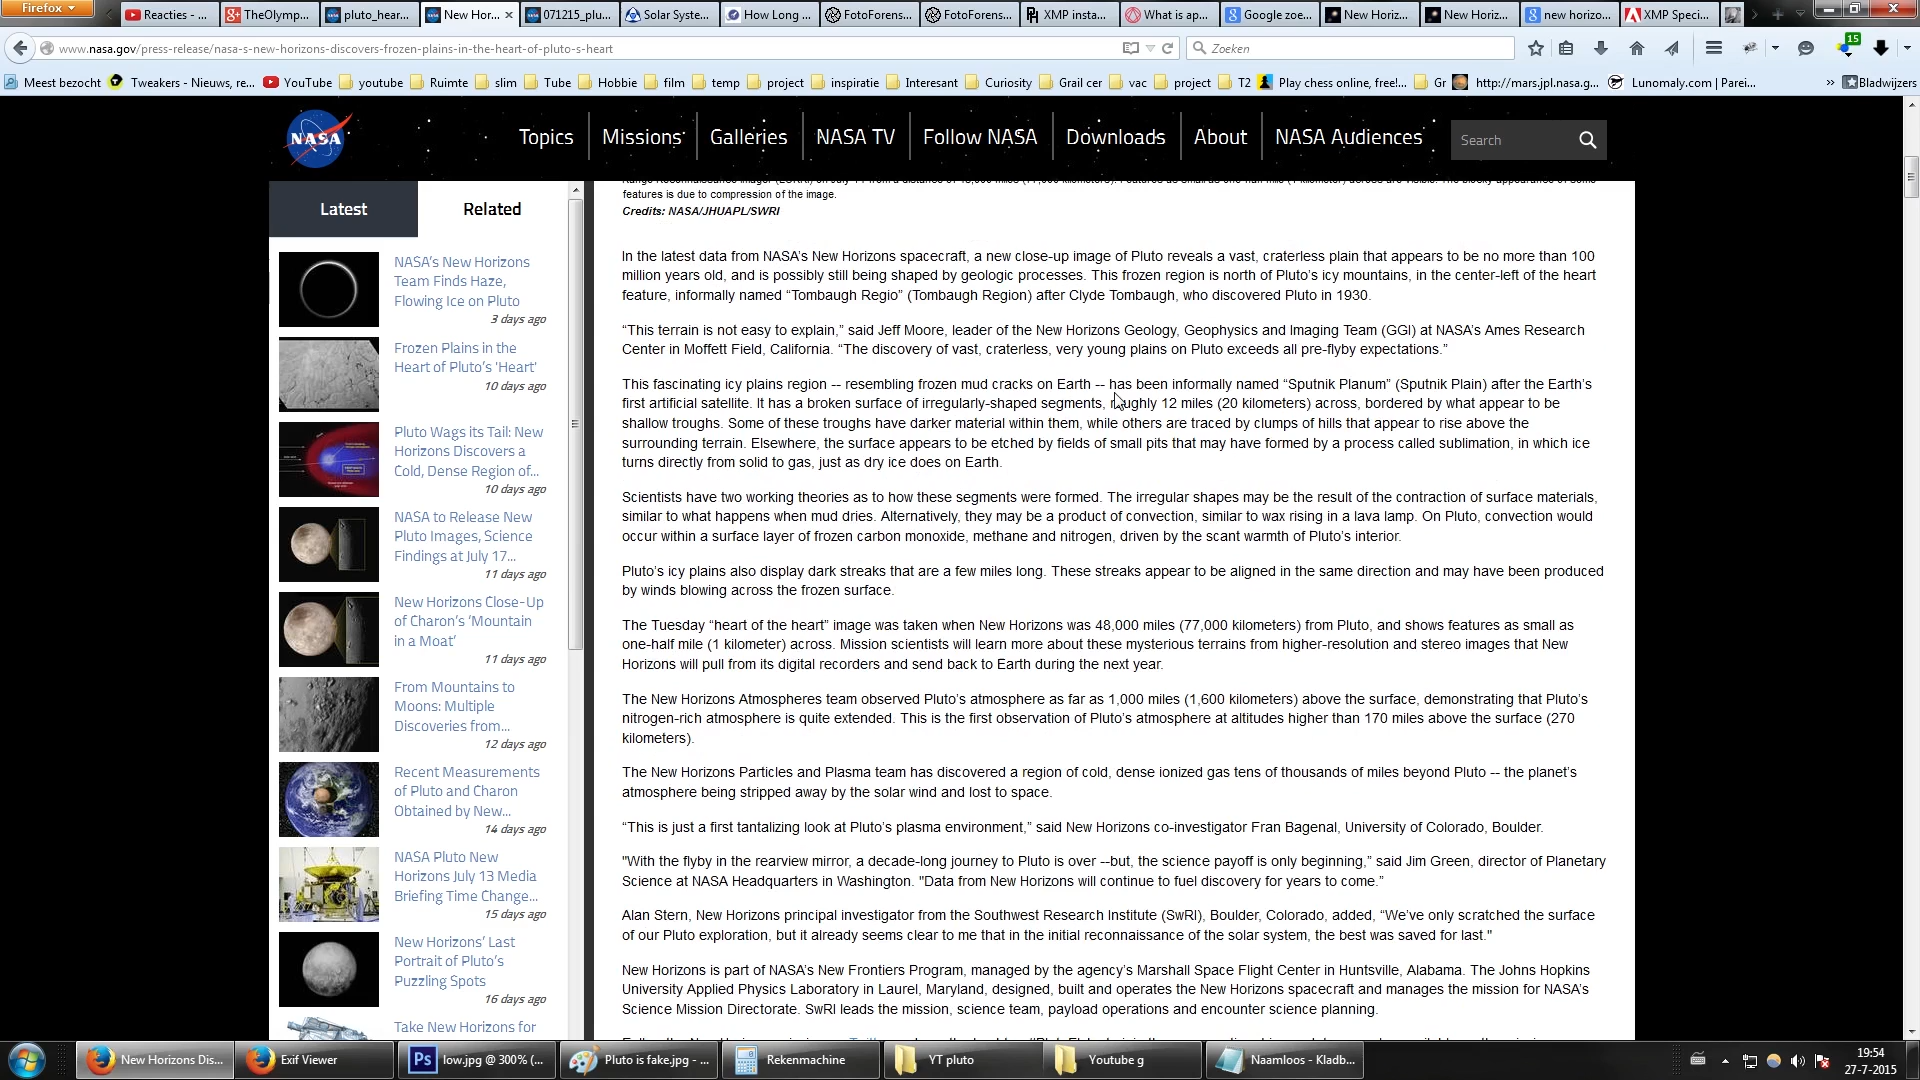 Firefox
Reacties - ...
TheOlymp...
pluto_hear...
New Hor...
071215_plu...
Solar Syste...
How Long ...
FotoForens...
FotoForens...
XMP insta...
What is ap...
Google zoe...
New Horiz...
New Horiz...
new horizo...
XMP Speci...
www.nasa.gov/press-release/nasa-s-new-horizons-discovers-frozen-plains-in-the-heart-of-pluto-s-heart
Zoeken
15
Meest bezocht
Tweakers - Nieuws, re...
YouTube
youtube
Ruimte
slim
Tube
Hobbie
film
temp
project
inspiratie
Interesant
Curiosity
Grail cer
vac
project
T2
Play chess online, free!...
Gr
http://mars.jpl.nasa.g...
Lunomaly.com | Parei...
Bladwijzers
NASA
Topics
Missions
Galleries
NASA TV
Follow NASA
Downloads
About
NASA Audiences
Search
Latest
Related
NASA's New Horizons
Team Finds Haze,
Flowing Ice on Pluto
3 days ago
Frozen Plains in the
Heart of Pluto's 'Heart'
10 days ago
Pluto Wags its Tail: New
Horizons Discovers a
Cold, Dense Region of...
10 days ago
NASA to Release New
Pluto Images, Science
Findings at July 17...
11 days ago
New Horizons Close-Up
of Charon's 'Mountain
in a Moat'
11 days ago
From Mountains to
Moons: Multiple
Discoveries from...
12 days ago
Recent Measurements
of Pluto and Charon
Obtained by New...
14 days ago
NASA Pluto New
Horizons July 13 Media
Briefing Time Change...
15 days ago
New Horizons' Last
Portrait of Pluto's
Puzzling Spots
16 days ago
Take New Horizons for
features is due to compression of the image.
Credits: NASA/JHUAPL/SWRI
In the latest data from NASA's New Horizons spacecraft, a new close-up image of Pluto reveals a vast, craterless plain that appears to be no more than 100
million years old, and is possibly still being shaped by geologic processes. This frozen region is north of Pluto's icy mountains, in the center-left of the heart
feature, informally named “Tombaugh Regio” (Tombaugh Region) after Clyde Tombaugh, who discovered Pluto in 1930.
“This terrain is not easy to explain,” said Jeff Moore, leader of the New Horizons Geology, Geophysics and Imaging Team (GGI) at NASA's Ames Research
Center in Moffett Field, California. “The discovery of vast, craterless, very young plains on Pluto exceeds all pre-flyby expectations.”
This fascinating icy plains region -- resembling frozen mud cracks on Earth -- has been informally named “Sputnik Planum” (Sputnik Plain) after the Earth's
first artificial satellite. It has a broken surface of irregularly-shaped segments, roughly 12 miles (20 kilometers) across, bordered by what appear to be
shallow troughs. Some of these troughs have darker material within them, while others are traced by clumps of hills that appear to rise above the
surrounding terrain. Elsewhere, the surface appears to be etched by fields of small pits that may have formed by a process called sublimation, in which ice
turns directly from solid to gas, just as dry ice does on Earth.
Scientists have two working theories as to how these segments were formed. The irregular shapes may be the result of the contraction of surface materials,
similar to what happens when mud dries. Alternatively, they may be a product of convection, similar to wax rising in a lava lamp. On Pluto, convection would
occur within a surface layer of frozen carbon monoxide, methane and nitrogen, driven by the scant warmth of Pluto's interior.
Pluto's icy plains also display dark streaks that are a few miles long. These streaks appear to be aligned in the same direction and may have been produced
by winds blowing across the frozen surface.
The Tuesday “heart of the heart” image was taken when New Horizons was 48,000 miles (77,000 kilometers) from Pluto, and shows features as small as
one-half mile (1 kilometer) across. Mission scientists will learn more about these mysterious terrains from higher-resolution and stereo images that New
Horizons will pull from its digital recorders and send back to Earth during the next year.
The New Horizons Atmospheres team observed Pluto's atmosphere as far as 1,000 miles (1,600 kilometers) above the surface, demonstrating that Pluto's
nitrogen-rich atmosphere is quite extended. This is the first observation of Pluto's atmosphere at altitudes higher than 170 miles above the surface (270
kilometers).
The New Horizons Particles and Plasma team has discovered a region of cold, dense ionized gas tens of thousands of miles beyond Pluto -- the planet's
atmosphere being stripped away by the solar wind and lost to space.
“This is just a first tantalizing look at Pluto's plasma environment,” said New Horizons co-investigator Fran Bagenal, University of Colorado, Boulder.
"With the flyby in the rearview mirror, a decade-long journey to Pluto is over --but, the science payoff is only beginning,” said Jim Green, director of Planetary
Science at NASA Headquarters in Washington. "Data from New Horizons will continue to fuel discovery for years to come.”
Alan Stern, New Horizons principal investigator from the Southwest Research Institute (SwRI), Boulder, Colorado, added, “We've only scratched the surface
of our Pluto exploration, but it already seems clear to me that in the initial reconnaissance of the solar system, the best was saved for last."
New Horizons is part of NASA's New Frontiers Program, managed by the agency's Marshall Space Flight Center in Huntsville, Alabama. The Johns Hopkins
University Applied Physics Laboratory in Laurel, Maryland, designed, built and operates the New Horizons spacecraft and manages the mission for NASA's
Science Mission Directorate. SwRI leads the mission, science team, payload operations and encounter science planning.
New Horizons Dis...
Exif Viewer
low.jpg @ 300% (...
Pluto is fake.jpg - ...
Rekenmachine
YT pluto
Youtube g
Naamloos - Kladb...
19:54
27-7-2015